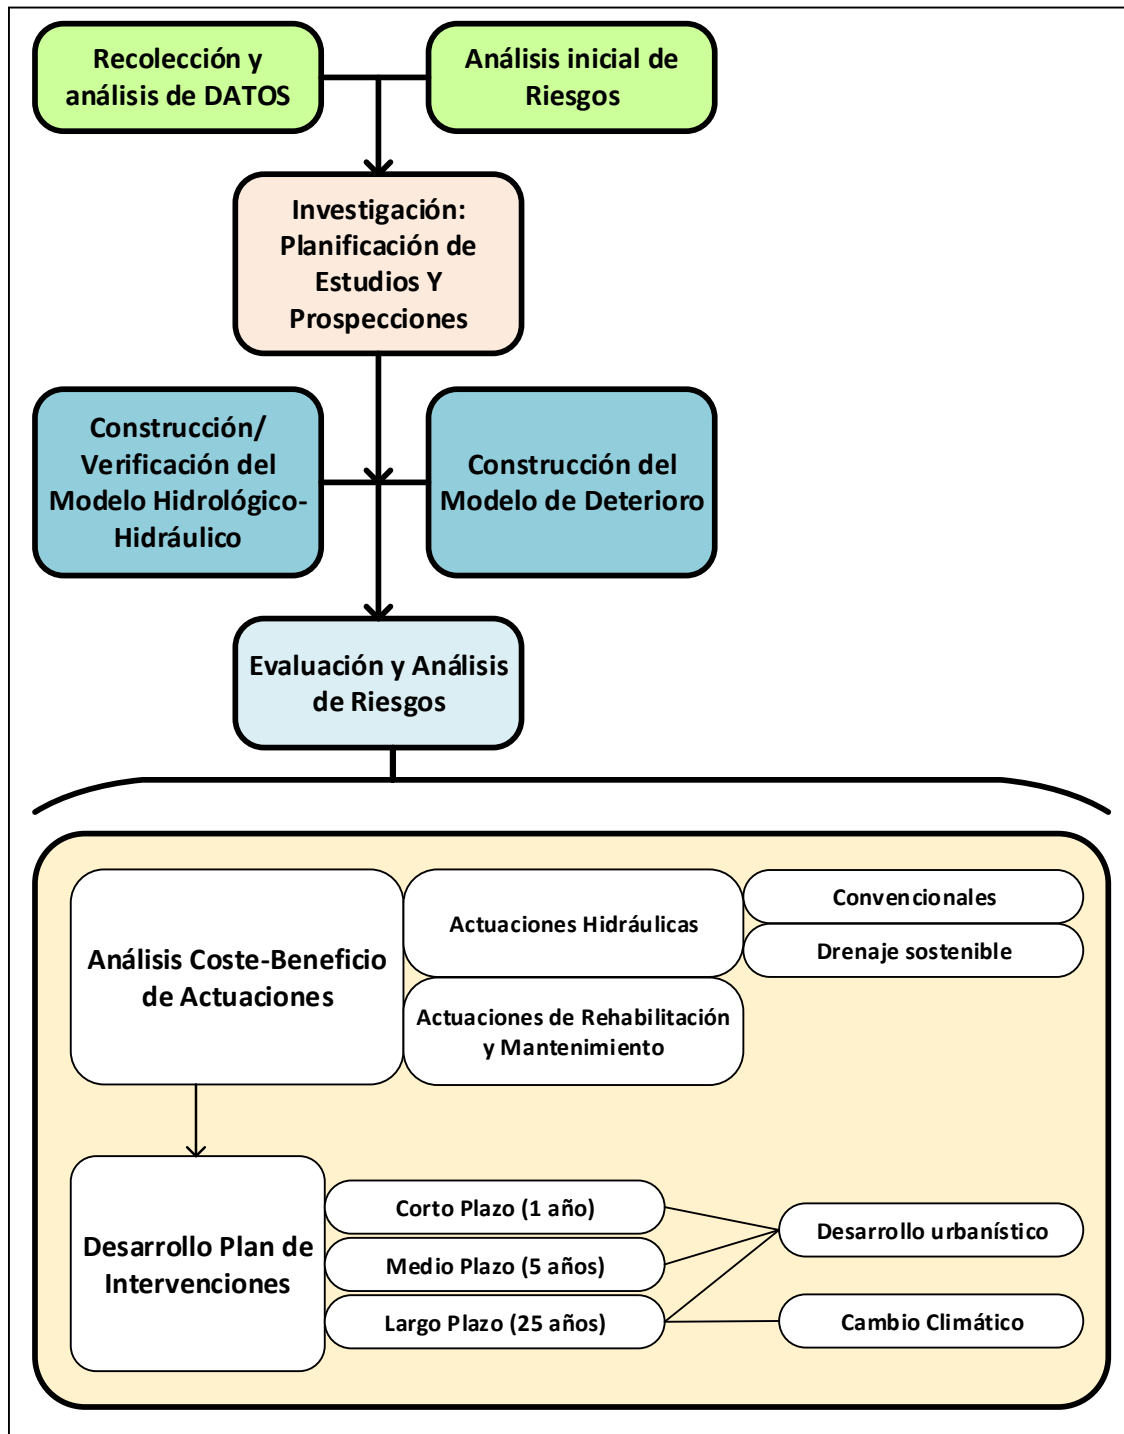 Recolección y
análisis de DATOS
Análisis inicial de
Riesgos
Investigación:
Planificación de
Estudios Y
Prospecciones
Construcción/
Verificación del
Modelo Hidrológico-
Hidráulico
Construcción del
Modelo de Deterioro
Evaluación y Análisis
de Riesgos
Análisis Coste-Beneficio
de Actuaciones
Actuaciones Hidráulicas
Convencionales
Drenaje sostenible
Actuaciones de Rehabilitación
y Mantenimiento
Desarrollo Plan de
Intervenciones
Corto Plazo (1 año)
Medio Plazo (5 años)
Largo Plazo (25 años)
Desarrollo urbanístico
Cambio Climático